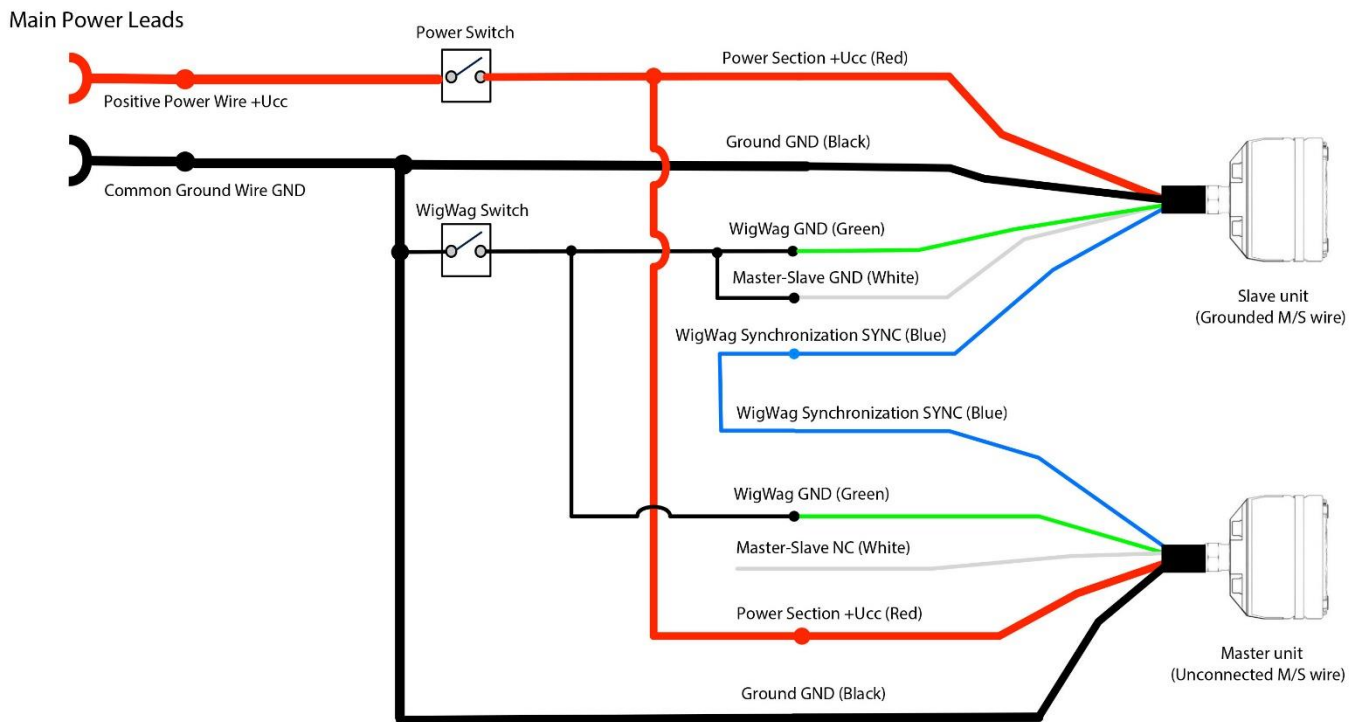 Main Power Leads
Power Switch
Power Section +Ucc (Red)
Positive Power Wire +Ucc
Ground GND (Black)
Common Ground Wire GND
WigWag Switch
WigWag GND (Green)
Master-Slave GND (White)
Slave unit
(Grounded M/S wire)
WigWag Synchronization SYNC (Blue)
WigWag Synchronization SYNC (Blue)
WigWag GND (Green)
Master-Slave NC (White)
Power Section +Ucc (Red)
Master unit
(Unconnected M/S wire)
Ground GND (Black)